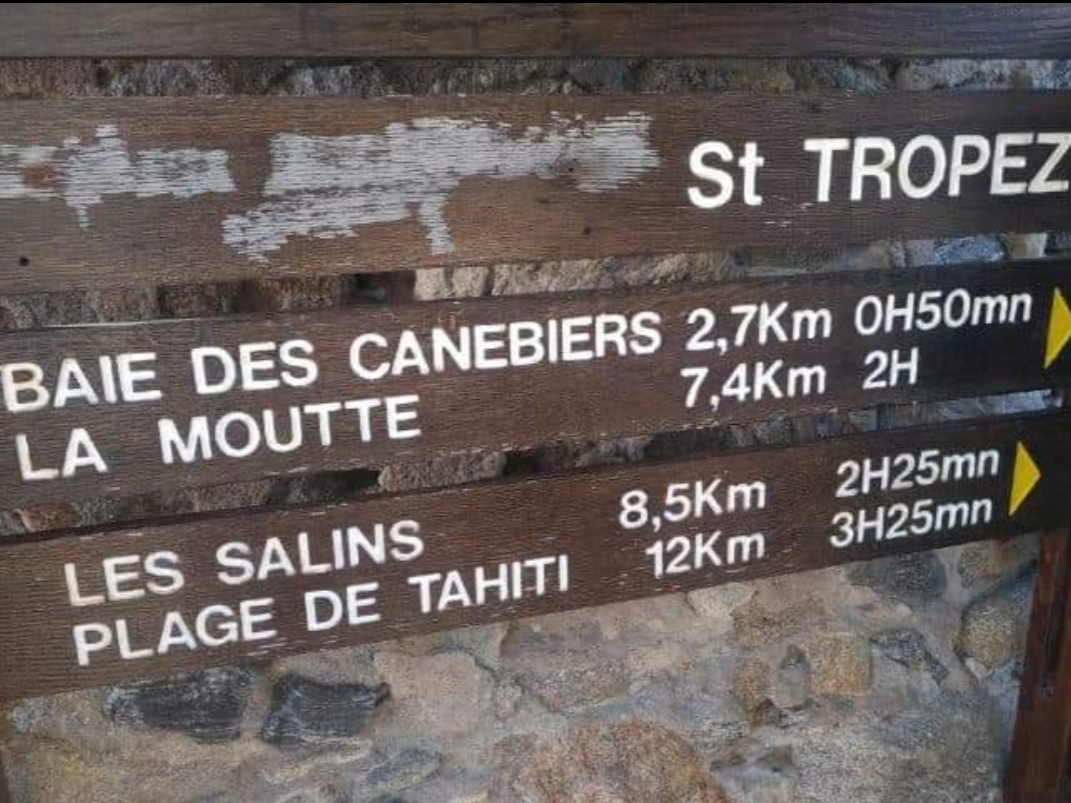 St TROPEZ
BAIE DES CANEBIERS 2,7Km 0H50mn
LA MOUTTE 7,4Km 2H
LES SALINS 8,5Km 2H25mn
PLAGE DE TAHITI 12Km 3H25mn